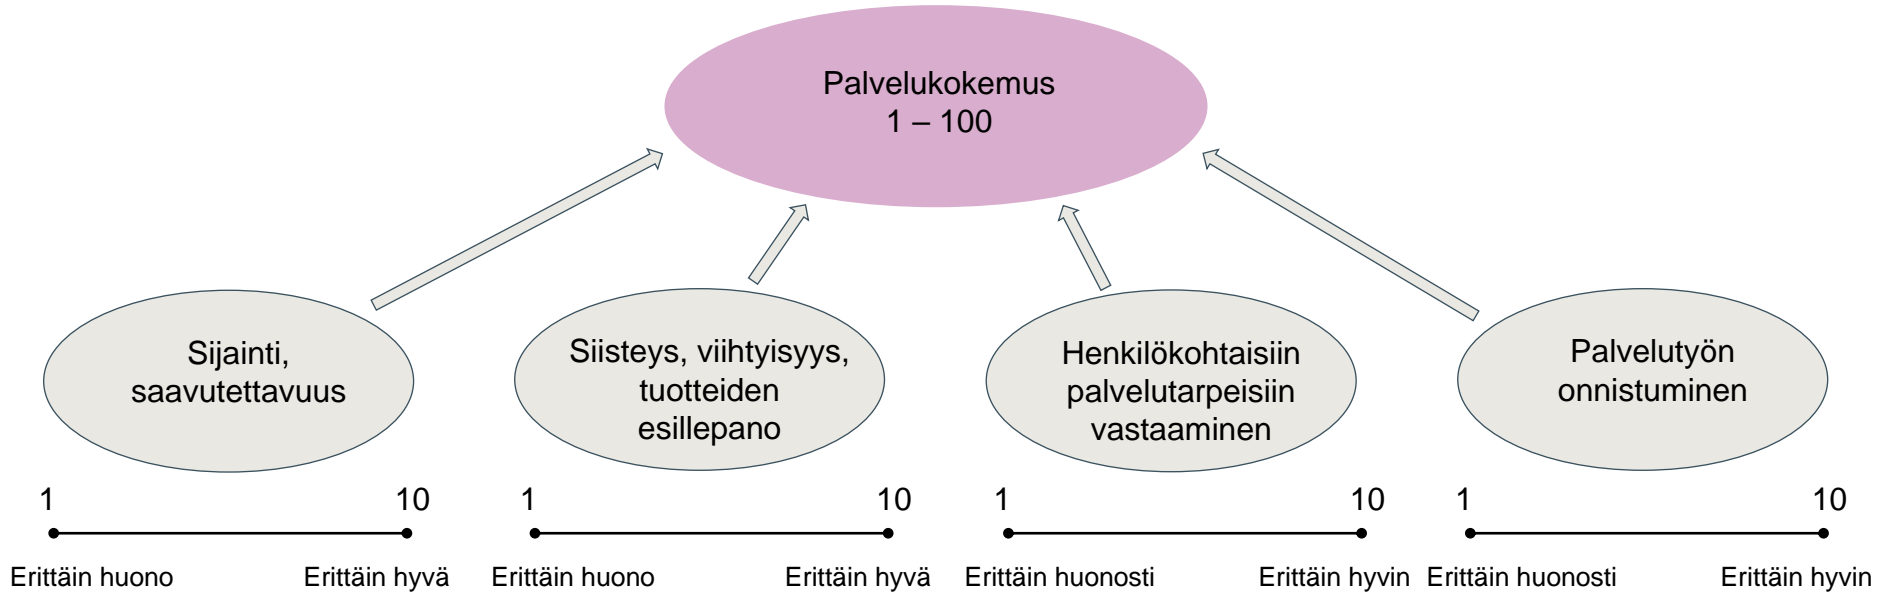 Palvelukokemus
1 – 100
Sijainti,
saavutettavuus
Siisteys, viihtyisyys,
tuotteiden
esillepano
Henkilökohtaisiin
palvelutarpeisiin
vastaaminen
Palvelutyön
onnistuminen
1 10
Erittäin huono Erittäin hyvä
1 10
Erittäin huono Erittäin hyvä
1 10
Erittäin huonosti Erittäin hyvin
1 10
Erittäin huonosti Erittäin hyvin